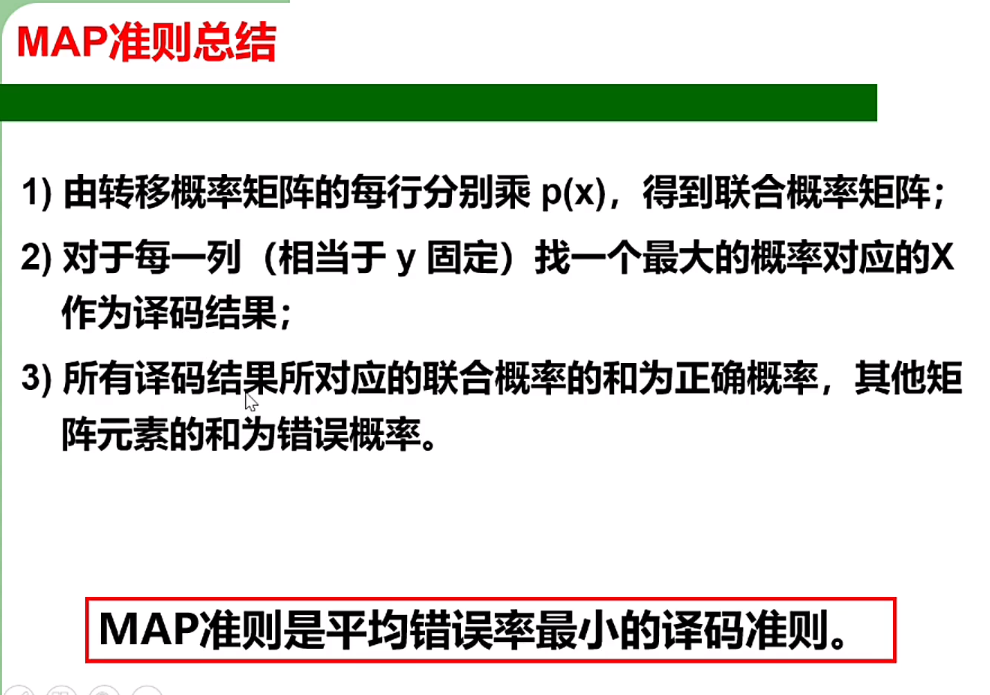 MAP准则总结
1) 由转移概率矩阵的每行分别乘 p(x)，得到联合概率矩阵；
2) 对于每一列（相当于 y 固定）找一个最大的概率对应的X
作为译码结果；
3) 所有译码结果所对应的联合概率的和为正确概率，其他矩
阵元素的和为错误概率。
MAP准则是平均错误率最小的译码准则。